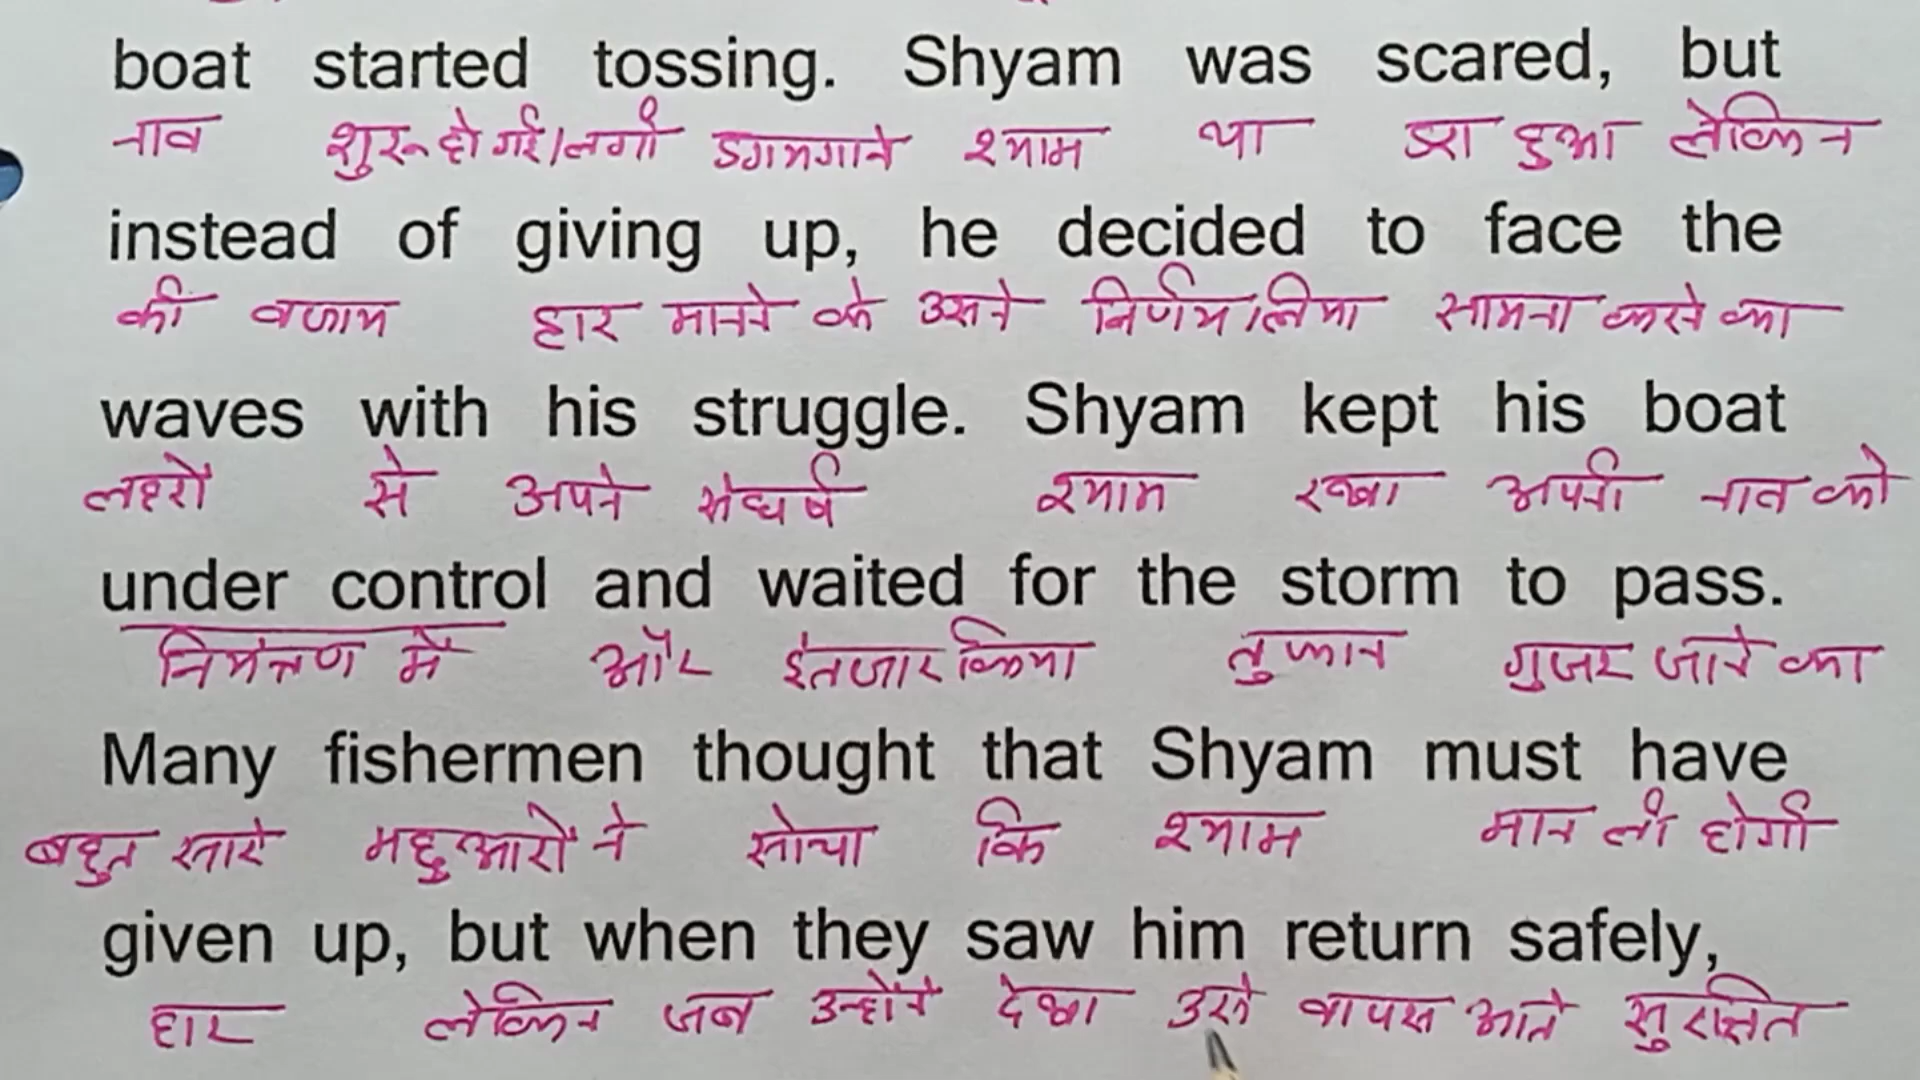 boat started tossing. Shyam was scared, but
नाव शुरू हो गई/लगी डगमगाने श्याम था डरा हुआ लेकिन
instead of giving up, he decided to face the
की बजाय हार मानने के उसने निर्णय लिया सामना करने का
waves with his struggle. Shyam kept his boat
लहरों से अपने संघर्ष श्याम रखा अपनी नाव को
under control and waited for the storm to pass.
नियंत्रण में और इंतजार किया तुफान गुजर जाने का
Many fishermen thought that Shyam must have
बहुत सारे मछुआरों ने सोचा कि श्याम मान ली होगी
given up, but when they saw him return safely,
हार लेकिन जब उन्होंने देखा उसे वापस आते सुरक्षित